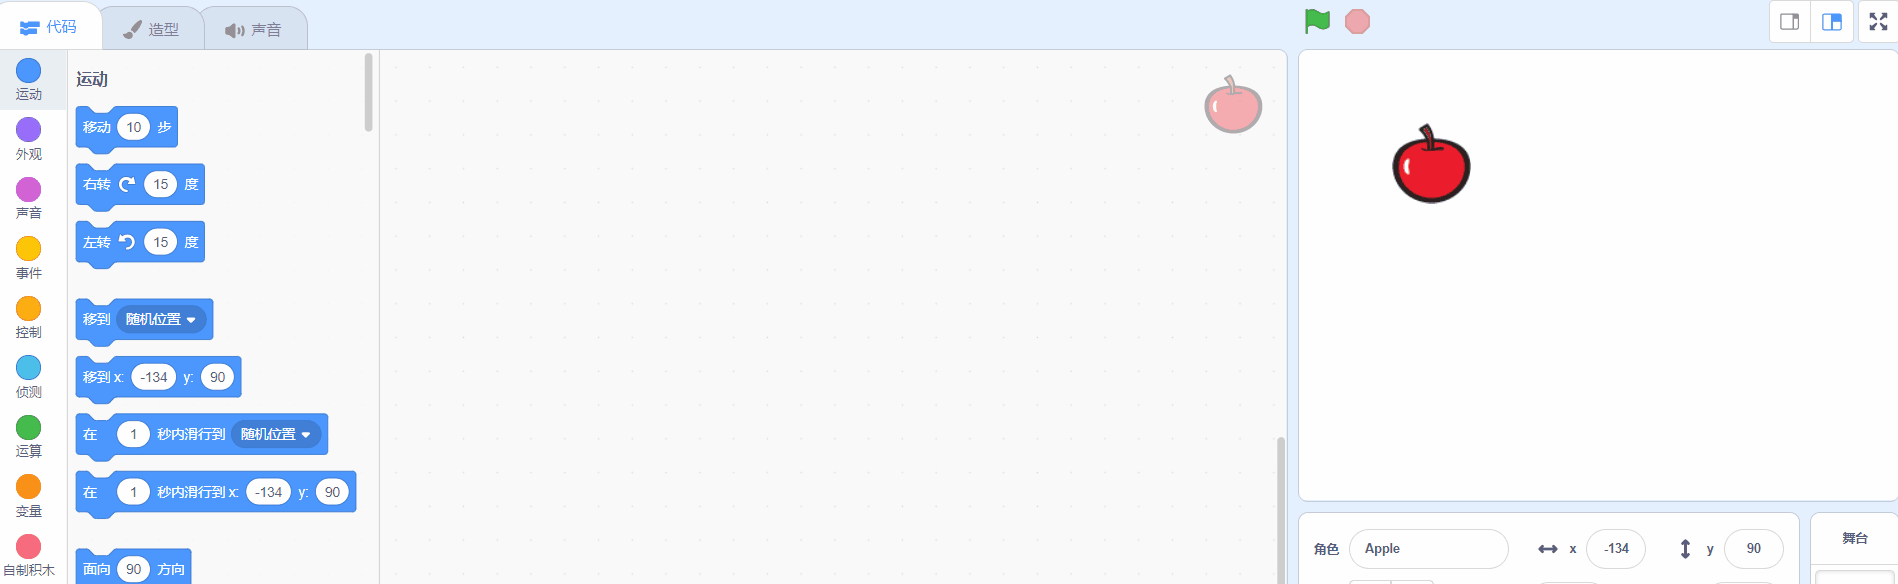 代码
造型
声音
运动
外观
声音
事件
控制
侦测
运算
变量
自制积木
运动
移动 10 步
右转 15 度
左转 15 度
移到 随机位置
移到 x: -134 y: 90
在 1 秒内滑行到 随机位置
在 1 秒内滑行到 x: -134 y: 90
面向 90 方向
角色 Apple x -134 y 90
舞台